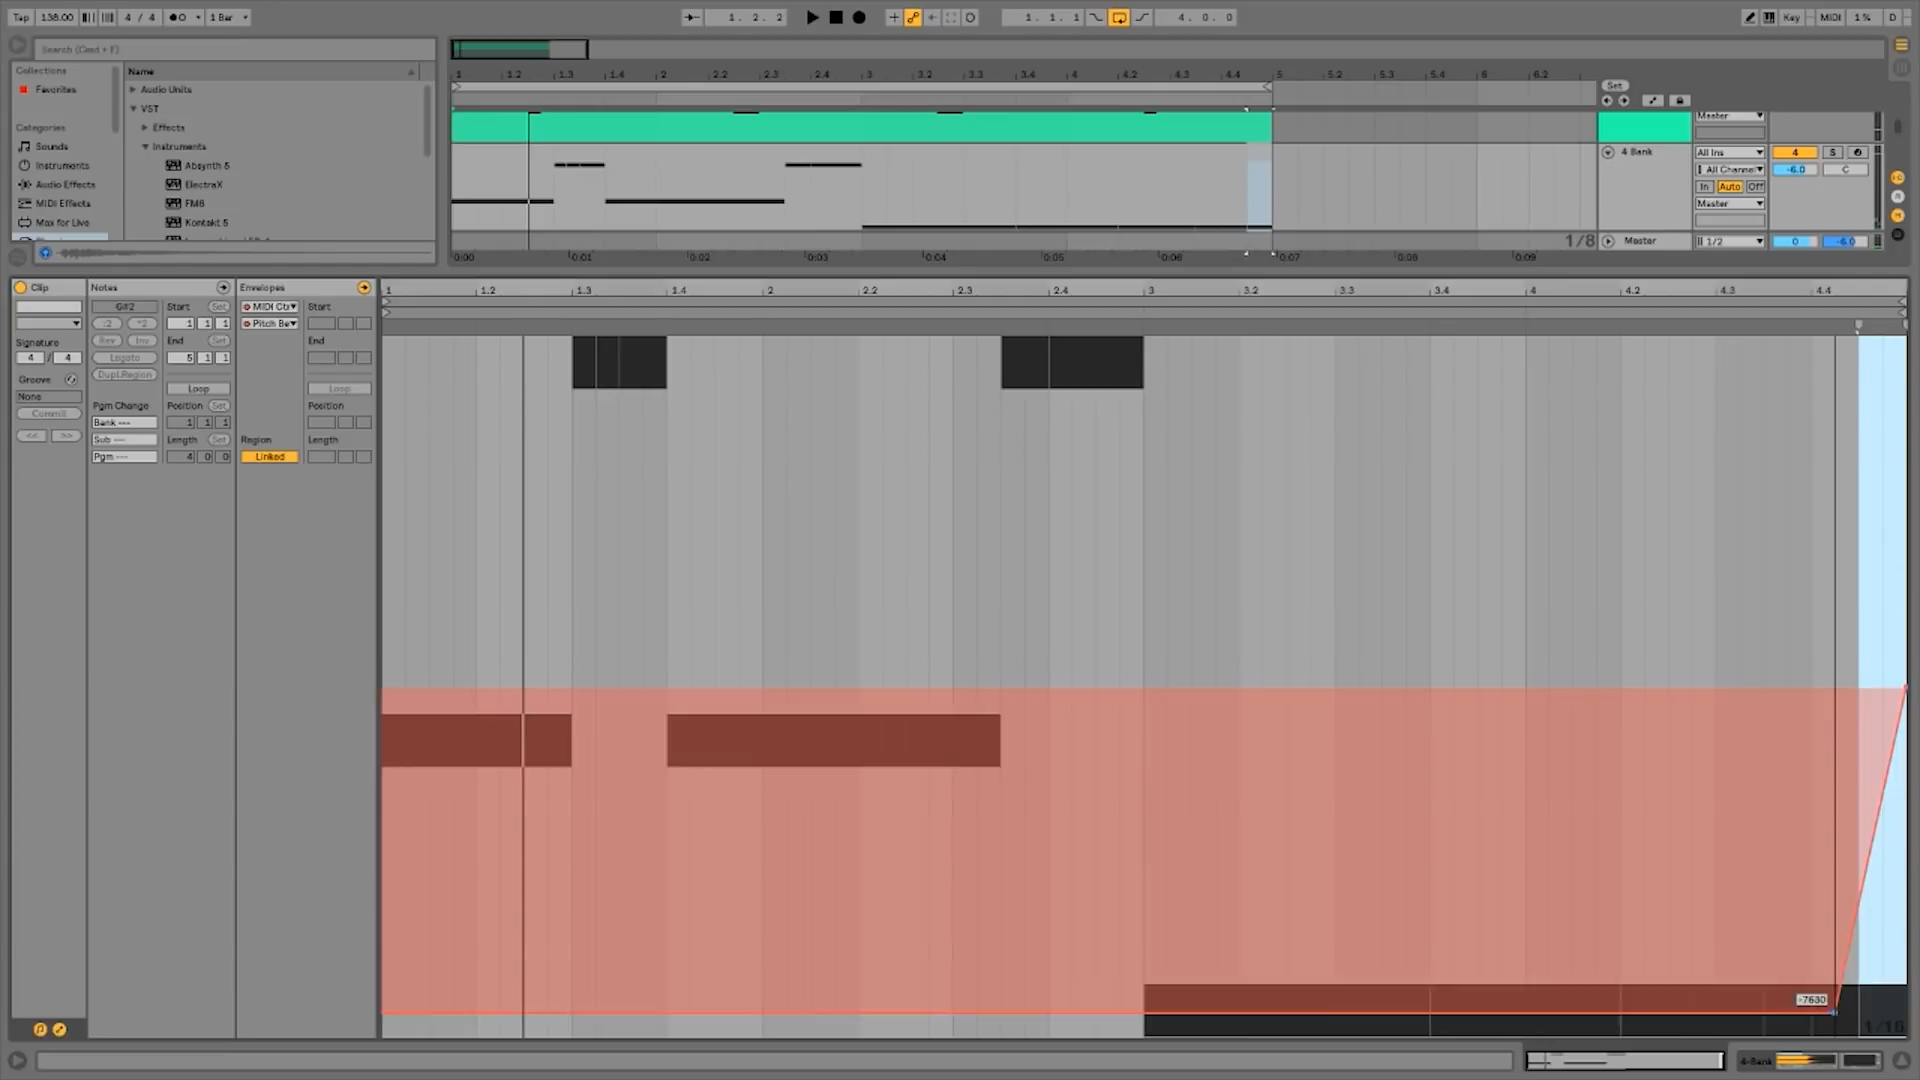 Tap 138.00 4 / 4 1 Bar 1. 2. 2 1. 1. 1 4. 0. 0 Key MIDI 1 % D
Search (Cmd + F)
Collections
Favorites
Categories
Sounds
Instruments
Audio Effects
MIDI Effects
Max for Live
Name
Audio Units
VST
Effects
Instruments
Absynth 5
ElectraX
FM8
Kontakt 5
1 1.2 1.3 1.4 2 2.2 2.3 2.4 3 3.2 3.3 3.4 4 4.2 4.3 4.4 5 5.2 5.3 5.4 6 6.2
Set
Master
4 Bank All Ins 4 S
All Channel -6.0 C
In Auto Off
Master
1/8 Master 1/2 0 -6.0
0:00 0:01 0:02 0:03 0:04 0:05 0:06 0:07 0:08 0:09
Clip
Signature
4 / 4
Groove
None
Commit
<< >>
Notes
G#2
:2 *2
Rev Inv
Legato
Dupl.Region
Pgm Change
Bank ---
Sub ---
Pgm ---
Start Set
1 1 1
End Set
5 1 1
Loop
Position Set
1 1 1
Length Set
4 0 0
Envelopes
MIDI Ctr
Pitch Be
Region
Linked
Start
End
Loop
Position
Length
1 1.2 1.3 1.4 2 2.2 2.3 2.4 3 3.2 3.3 3.4 4 4.2 4.3 4.4
-7630
1/16
4-Bank